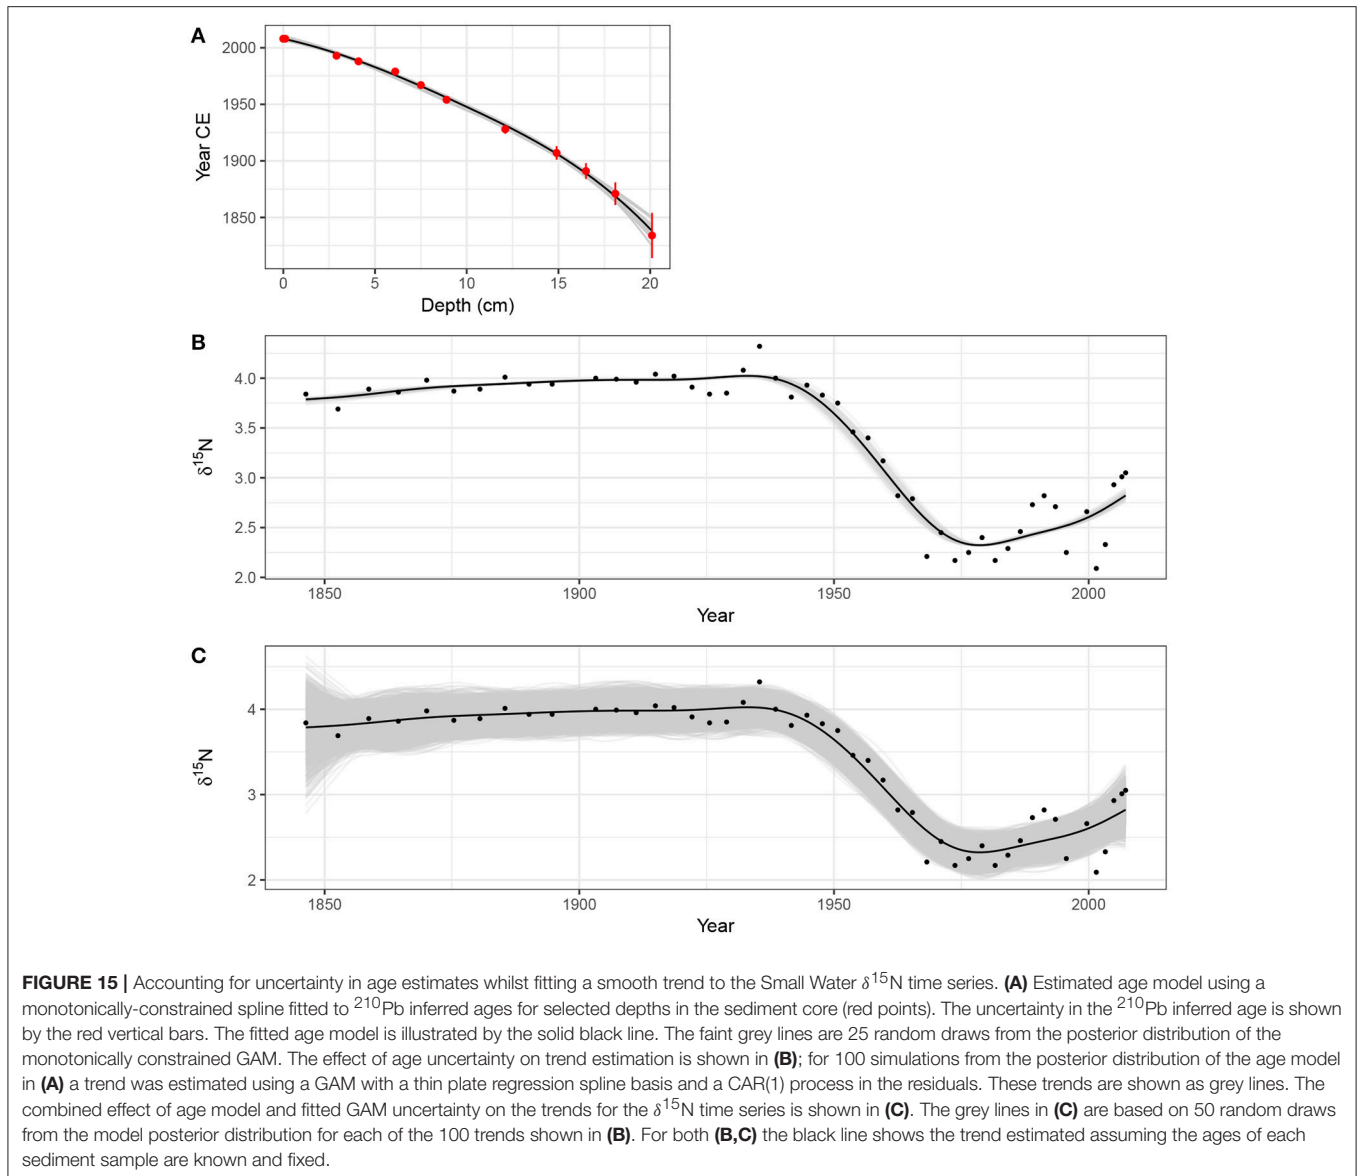 A
2000
1950
1900
1850
Year CE
0 5 10 15 20
Depth (cm)
B
4.0
3.5
3.0
2.5
2.0
δ15N
1850 1900 1950 2000
Year
C
4
3
2
δ15N
1850 1900 1950 2000
Year
FIGURE 15 | Accounting for uncertainty in age estimates whilst fitting a smooth trend to the Small Water δ15N time series. (A) Estimated age model using a
monotonically-constrained spline fitted to 210Pb inferred ages for selected depths in the sediment core (red points). The uncertainty in the 210Pb inferred age is shown
by the red vertical bars. The fitted age model is illustrated by the solid black line. The faint grey lines are 25 random draws from the posterior distribution of the
monotonically constrained GAM. The effect of age uncertainty on trend estimation is shown in (B); for 100 simulations from the posterior distribution of the age model
in (A) a trend was estimated using a GAM with a thin plate regression spline basis and a CAR(1) process in the residuals. These trends are shown as grey lines. The
combined effect of age model and fitted GAM uncertainty on the trends for the δ15N time series is shown in (C). The grey lines in (C) are based on 50 random draws
from the model posterior distribution for each of the 100 trends shown in (B). For both (B,C) the black line shows the trend estimated assuming the ages of each
sediment sample are known and fixed.